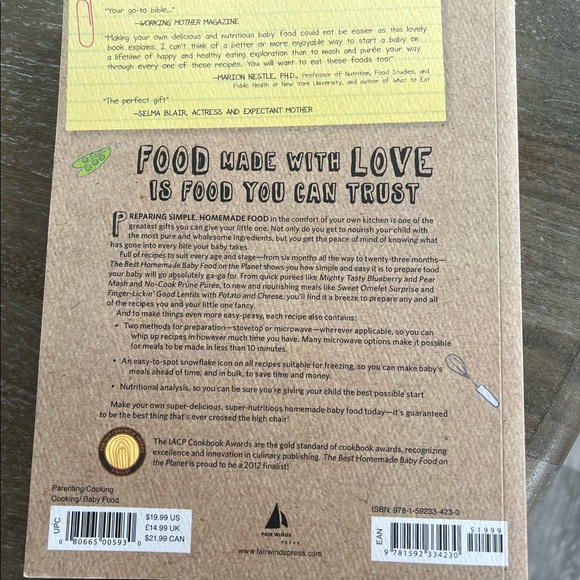 "Your go-to bible..."
—WORKING MOTHER MAGAZINE
"Making your own delicious and nutritious baby food could not be easier as this lovely
book explains. I can't think of a better or more enjoyable way to start a baby on
a lifetime of happy and healthy eating exploration than to mash and purée your way
through every one of these recipes. You will want to eat these foods too!"
—MARION NESTLE, PH.D., Professor of Nutrition, Food Studies, and
Public Health at New York University, and author of What to Eat
"The perfect gift"
—SELMA BLAIR, ACTRESS AND EXPECTANT MOTHER
FOOD MADE WITH LOVE
IS FOOD YOU CAN TRUST
PREPARING SIMPLE, HOMEMADE FOOD in the comfort of your own kitchen is one of the
greatest gifts you can give your little one. Not only do you get to nourish your child with
the most pure and wholesome ingredients, but you get the peace of mind of knowing what
has gone into every bite your baby takes.
Full of recipes to suit every age and stage—from six months all the way to twenty-three months—
The Best Homemade Baby Food on the Planet shows you how simple and easy it is to prepare food
your baby will go absolutely ga-ga for. From quick purées like Mighty Tasty Blueberry and Pear
Mash and No-Cook Prune Purée, to new and nourishing meals like Sweet Omelet Surprise and
Finger-Lickin' Good Lentils with Potato and Cheese, you'll find it a breeze to prepare any and all
of the recipes you and your little one fancy.
And to make things even more easy-peasy, each recipe also contains:
• Two methods for preparation—stovetop or microwave—wherever applicable, so you can
whip up recipes in however much time you have. Many microwave options make it possible
for meals to be made in less than 10 minutes.
• An easy-to-spot snowflake icon on all recipes suitable for freezing, so you can make baby's
meals ahead of time, and in bulk, to save time and money.
• Nutritional analysis, so you can be sure you're giving your child the best possible start.
Make your own super-delicious, super-nutritious homemade baby food today—it's guaranteed
to be the best thing that's ever crossed the high chair!
The IACP Cookbook Awards are the gold standard of cookbook awards, recognizing
excellence and innovation in culinary publishing. The Best Homemade Baby Food on
the Planet is proud to be a 2012 finalist!
Parenting/Cooking
Cooking/Baby Food
UPC
$19.99 US
£14.99 UK
$21.99 CAN
0 80665 00593 0
FAIR WINDS
PRESS
www.fairwindspress.com
ISBN: 978-1-59233-423-0
EAN
51999
9 781592 334230